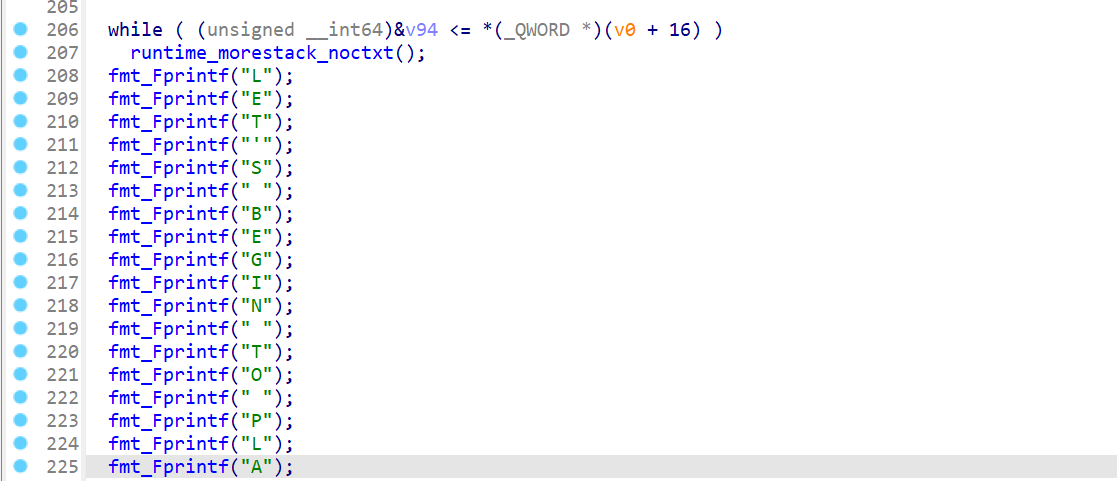 205
206 while ( (unsigned __int64)&v94 <= *(_QWORD *)(v0 + 16) )
207 runtime_morestack_noctxt();
208 fmt_Fprintf("L");
209 fmt_Fprintf("E");
210 fmt_Fprintf("T");
211 fmt_Fprintf("'");
212 fmt_Fprintf("S");
213 fmt_Fprintf(" ");
214 fmt_Fprintf("B");
215 fmt_Fprintf("E");
216 fmt_Fprintf("G");
217 fmt_Fprintf("I");
218 fmt_Fprintf("N");
219 fmt_Fprintf(" ");
220 fmt_Fprintf("T");
221 fmt_Fprintf("O");
222 fmt_Fprintf(" ");
223 fmt_Fprintf("P");
224 fmt_Fprintf("L");
225 fmt_Fprintf("A");